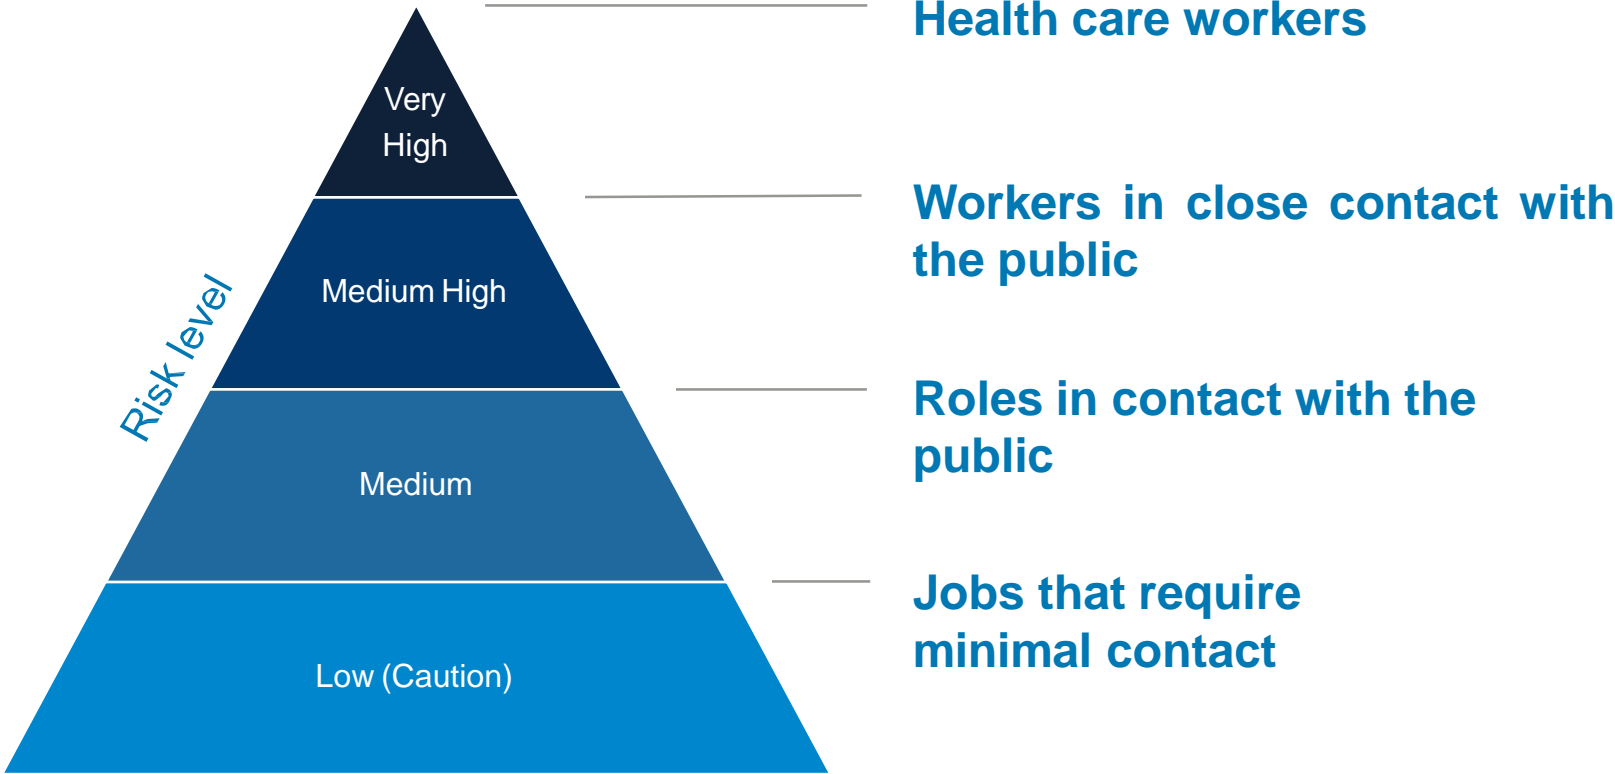 Health care workers
Very
High
Workers in close contact with
the public
Medium High
Risk level
Roles in contact with the
public
Medium
Jobs that require
minimal contact
Low (Caution)